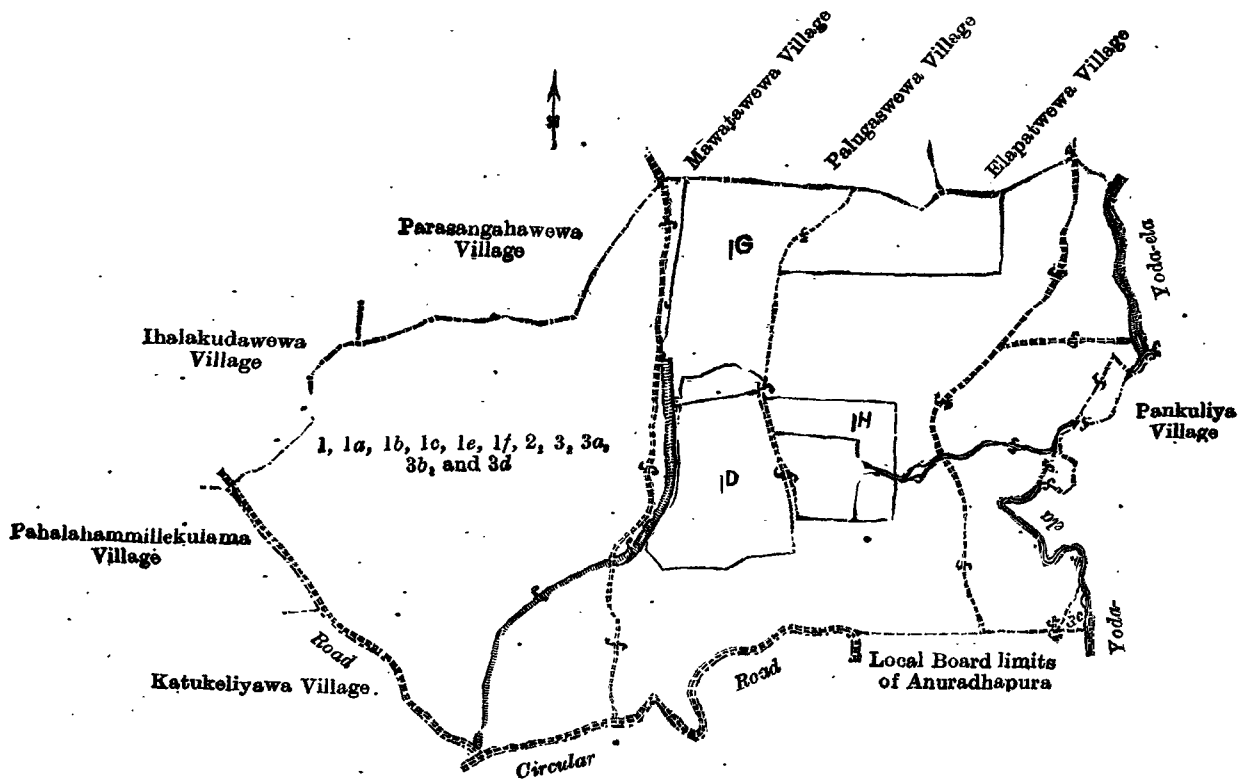 Mawatawewa Village
Palugaswewa Village
Elapatwewa Village
N
Parasangahawewa
Village
1G
Yoda-ela
Ihalakudawewa
Village
1H
Pankuliya
Village
1, 1a, 1b, 1c, 1e, 1f, 2, 3, 3a,
3b, and 3d
1D
ela
Pahalahammillekulama
Village
3c
Yoda-
Road
Local Board limits
of Anuradhapura
Katukeliyawa Village.
Road
Circular